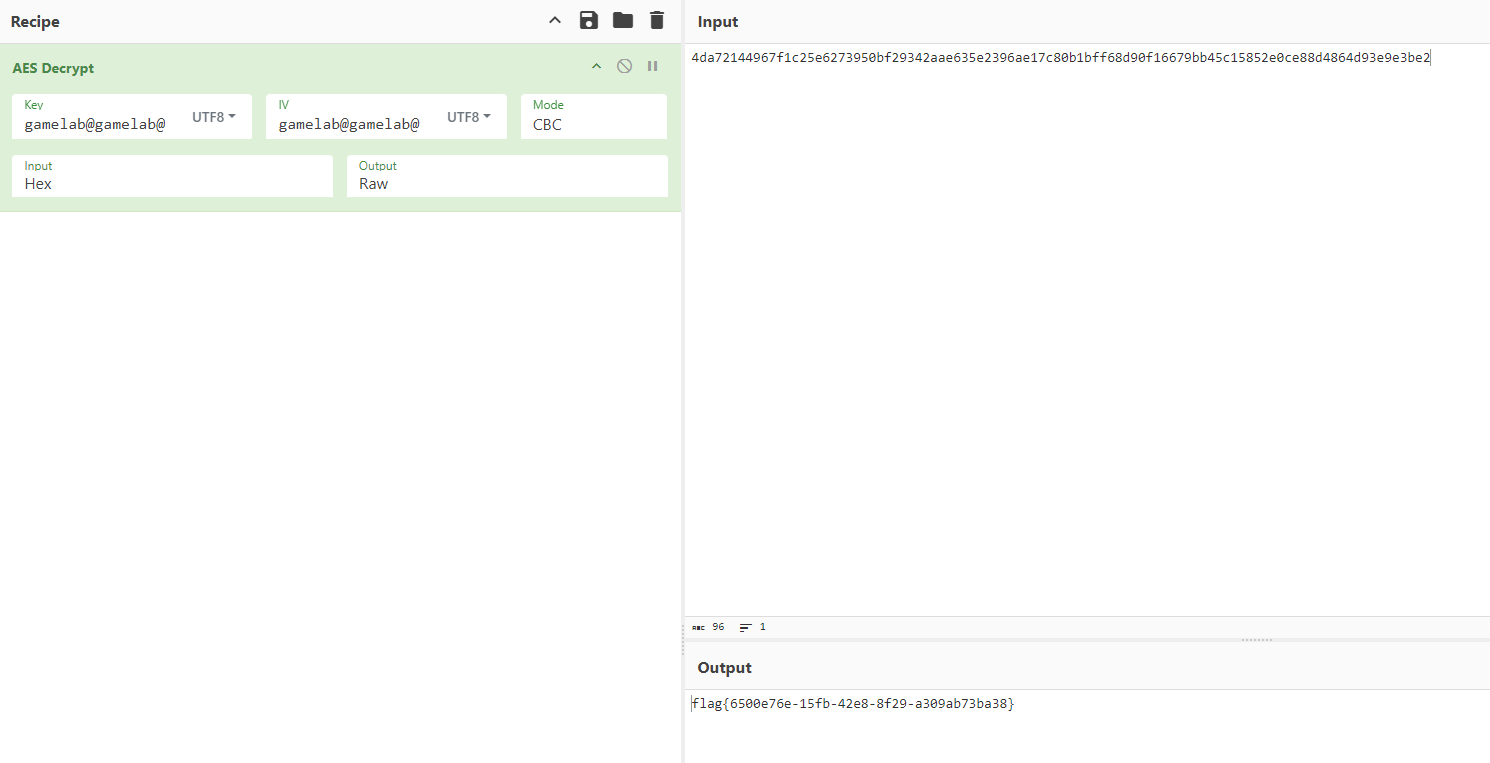 Recipe
AES Decrypt
Key
gamelab@gamelab@
UTF8
IV
gamelab@gamelab@
UTF8
Mode
CBC
Input
Hex
Output
Raw
Input
4da72144967f1c25e6273950bf29342aae635e2396ae17c80b1bff68d90f16679bb45c15852e0ce88d4864d93e9e3be2
ABC 96 1
Output
flag{6500e76e-15fb-42e8-8f29-a309ab73ba38}